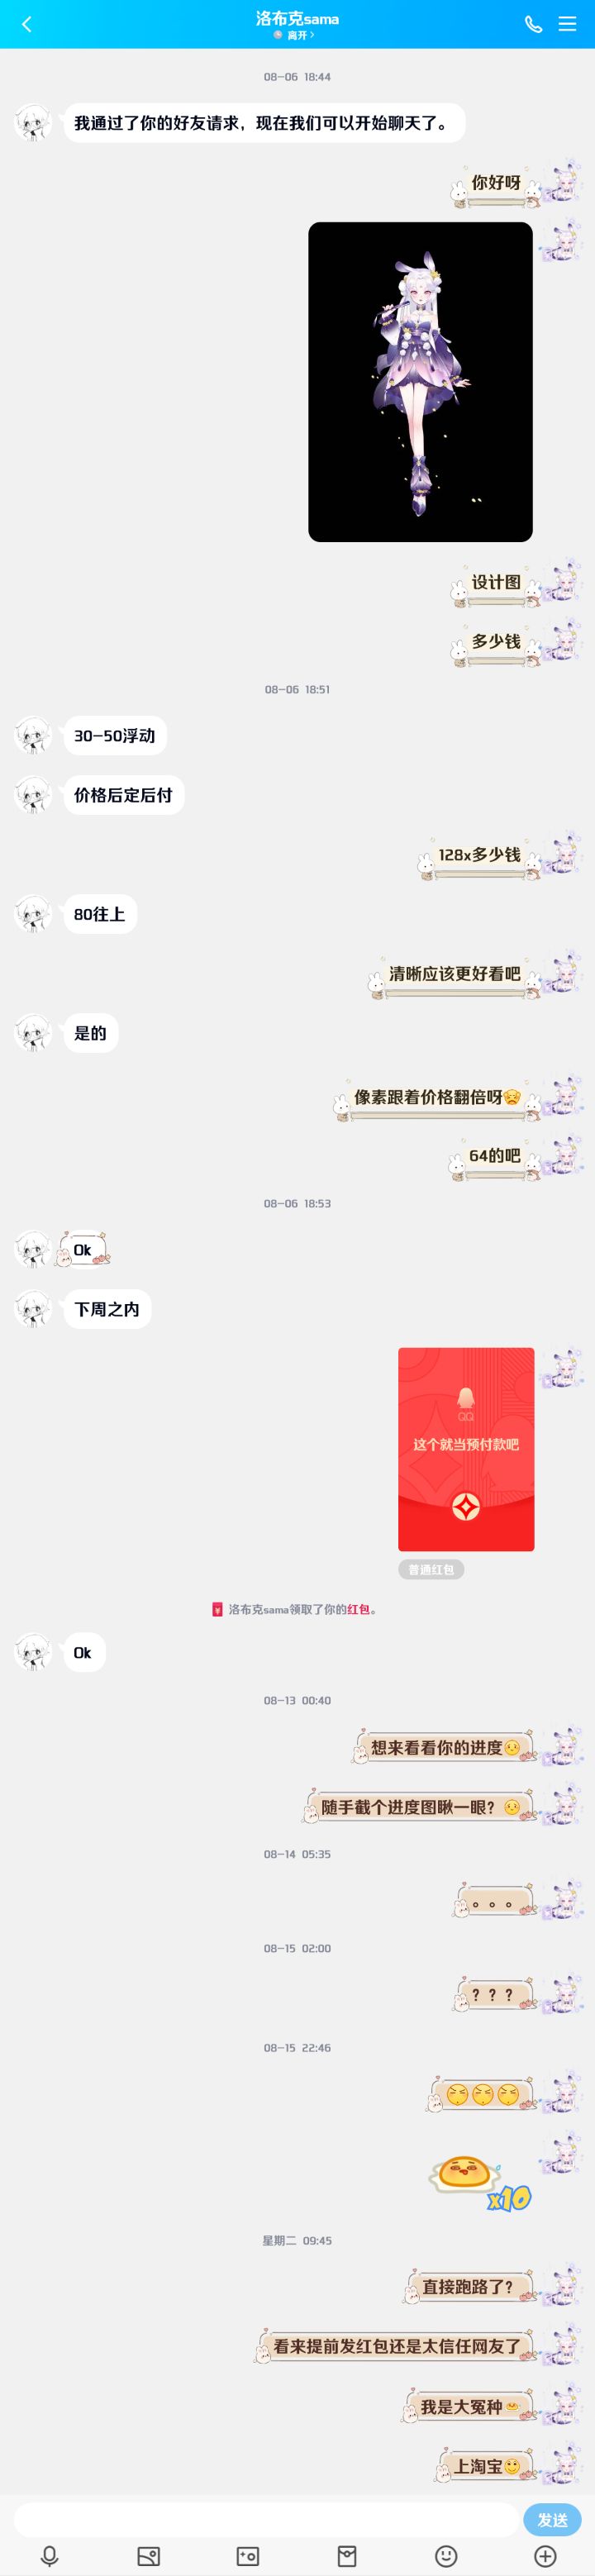 洛布克sama
离开
08-06 18:44
我通过了你的好友请求，现在我们可以开始聊天了。
你好呀
设计图
多少钱
08-06 18:51
30-50浮动
价格后定后付
128x多少钱
80往上
清晰应该更好看吧
是的
像素跟着价格翻倍呀
64的吧
08-06 18:53
Ok
下周之内
QQ
这个就当预付款吧
普通红包
洛布克sama领取了你的红包。
Ok
08-13 00:40
想来看看你的进度
随手截个进度图瞅一眼？
08-14 05:35
。。。
08-15 02:00
？？？
08-15 22:46
x10
星期二 09:45
直接跑路了？
看来提前发红包还是太信任网友了
我是大冤种
上淘宝
发送